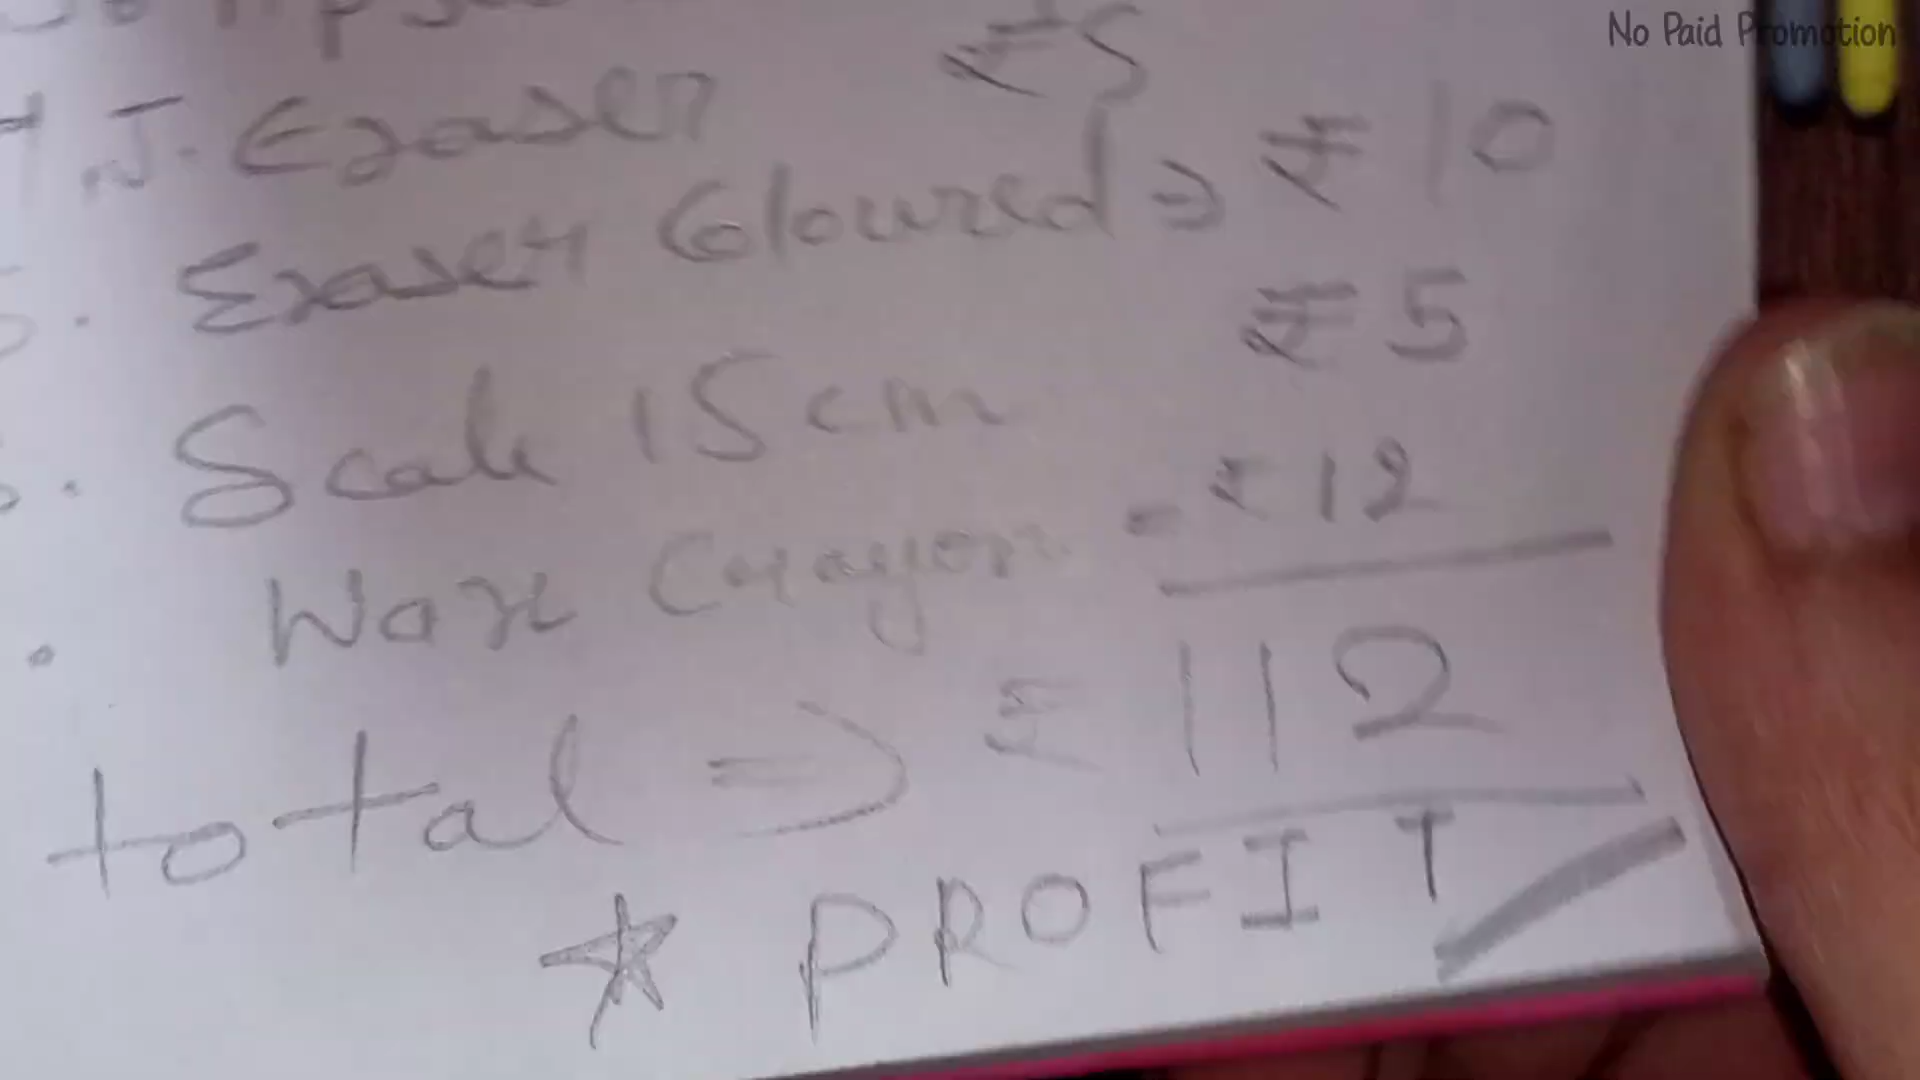 No Paid Promotion
N. Eraser ₹5
Eraser Coloured ⇒ ₹10
Scale 15cm ₹5
Wax Crayon - ₹12
total ⇒ ₹ 112
★ PROFIT